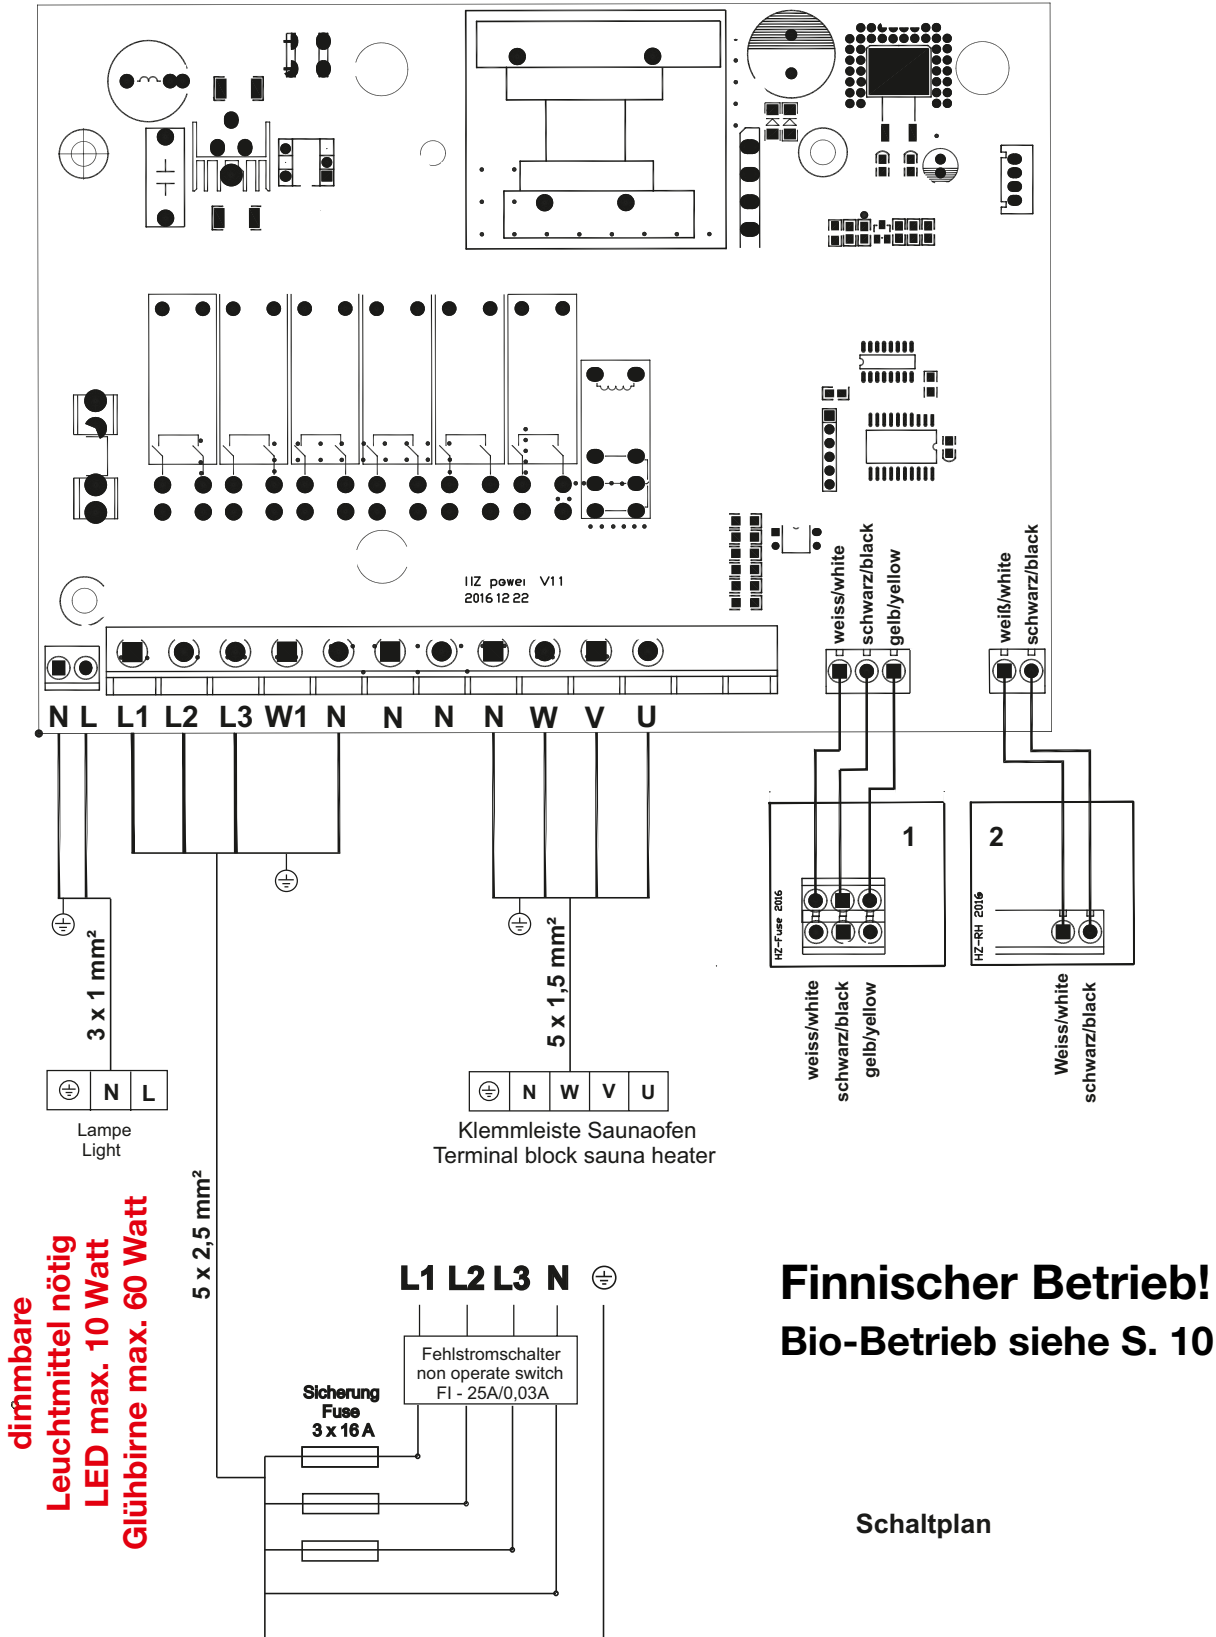 IIZ power V11
2016 12 22
weiss/white
schwarz/black
gelb/yellow
weiß/white
schwarz/black
N L L1 L2 L3 W1 N N N N W V U
1
2
HZ-Fuse 2016
HZ-RH 2016
weiss/white
schwarz/black
gelb/yellow
Weiss/white
schwarz/black
3 x 1 mm²
5 x 1,5 mm²
N L
Lampe
Light
N W V U
Klemmleiste Saunaofen
Terminal block sauna heater
5 x 2,5 mm²
dimmbare
Leuchtmittel nötig
LED max. 10 Watt
Glühbirne max. 60 Watt
L1 L2 L3 N
Fehlstromschalter
non operate switch
FI - 25A/0,03A
Sicherung
Fuse
3 x 16 A
Finnischer Betrieb!
Bio-Betrieb siehe S. 10
Schaltplan